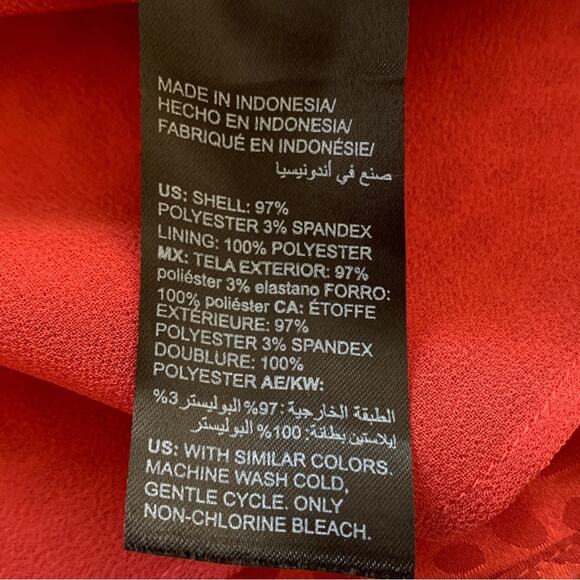 MADE IN INDONESIA/
HECHO EN INDONESIA/
FABRIQUÉ EN INDONÉSIE/
صنع في أندونيسيا
US: SHELL: 97%
POLYESTER 3% SPANDEX
LINING: 100% POLYESTER
MX: TELA EXTERIOR: 97%
poliéster 3% elastano FORRO:
100% poliéster CA: ÉTOFFE
EXTÉRIEURE: 97%
POLYESTER 3% SPANDEX
DOUBLURE: 100%
POLYESTER AE/KW:
الطبقة الخارجية: 97% البوليستر 3%
إيلاستين بطانة: 100% البوليستر
US: WITH SIMILAR COLORS.
MACHINE WASH COLD,
GENTLE CYCLE. ONLY
NON-CHLORINE BLEACH.